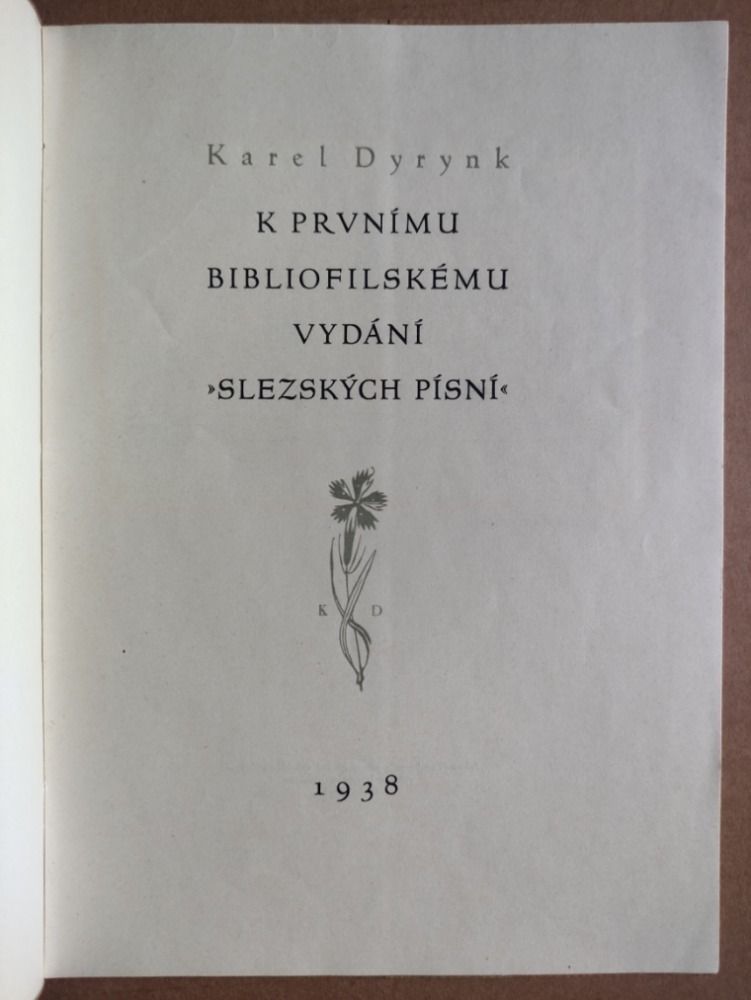 Karel Dyrynk
K PRVNÍMU
BIBLIOFILSKÉMU
VYDÁNÍ
»SLEZSKÝCH PÍSNÍ«
K D
1938